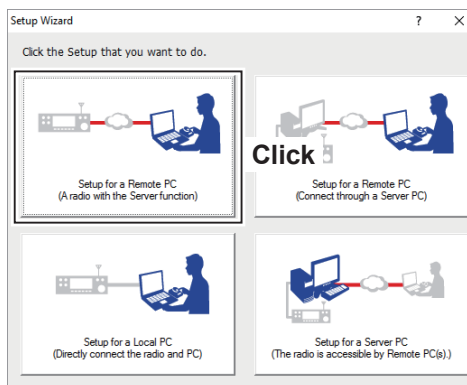 Setup Wizard ? ×
Click the Setup that you want to do.
Setup for a Remote PC
(A radio with the Server function)
Click
Setup for a Remote PC
(Connect through a Server PC)
Setup for a Local PC
(Directly connect the radio and PC)
Setup for a Server PC
(The radio is accessible by Remote PC(s).)